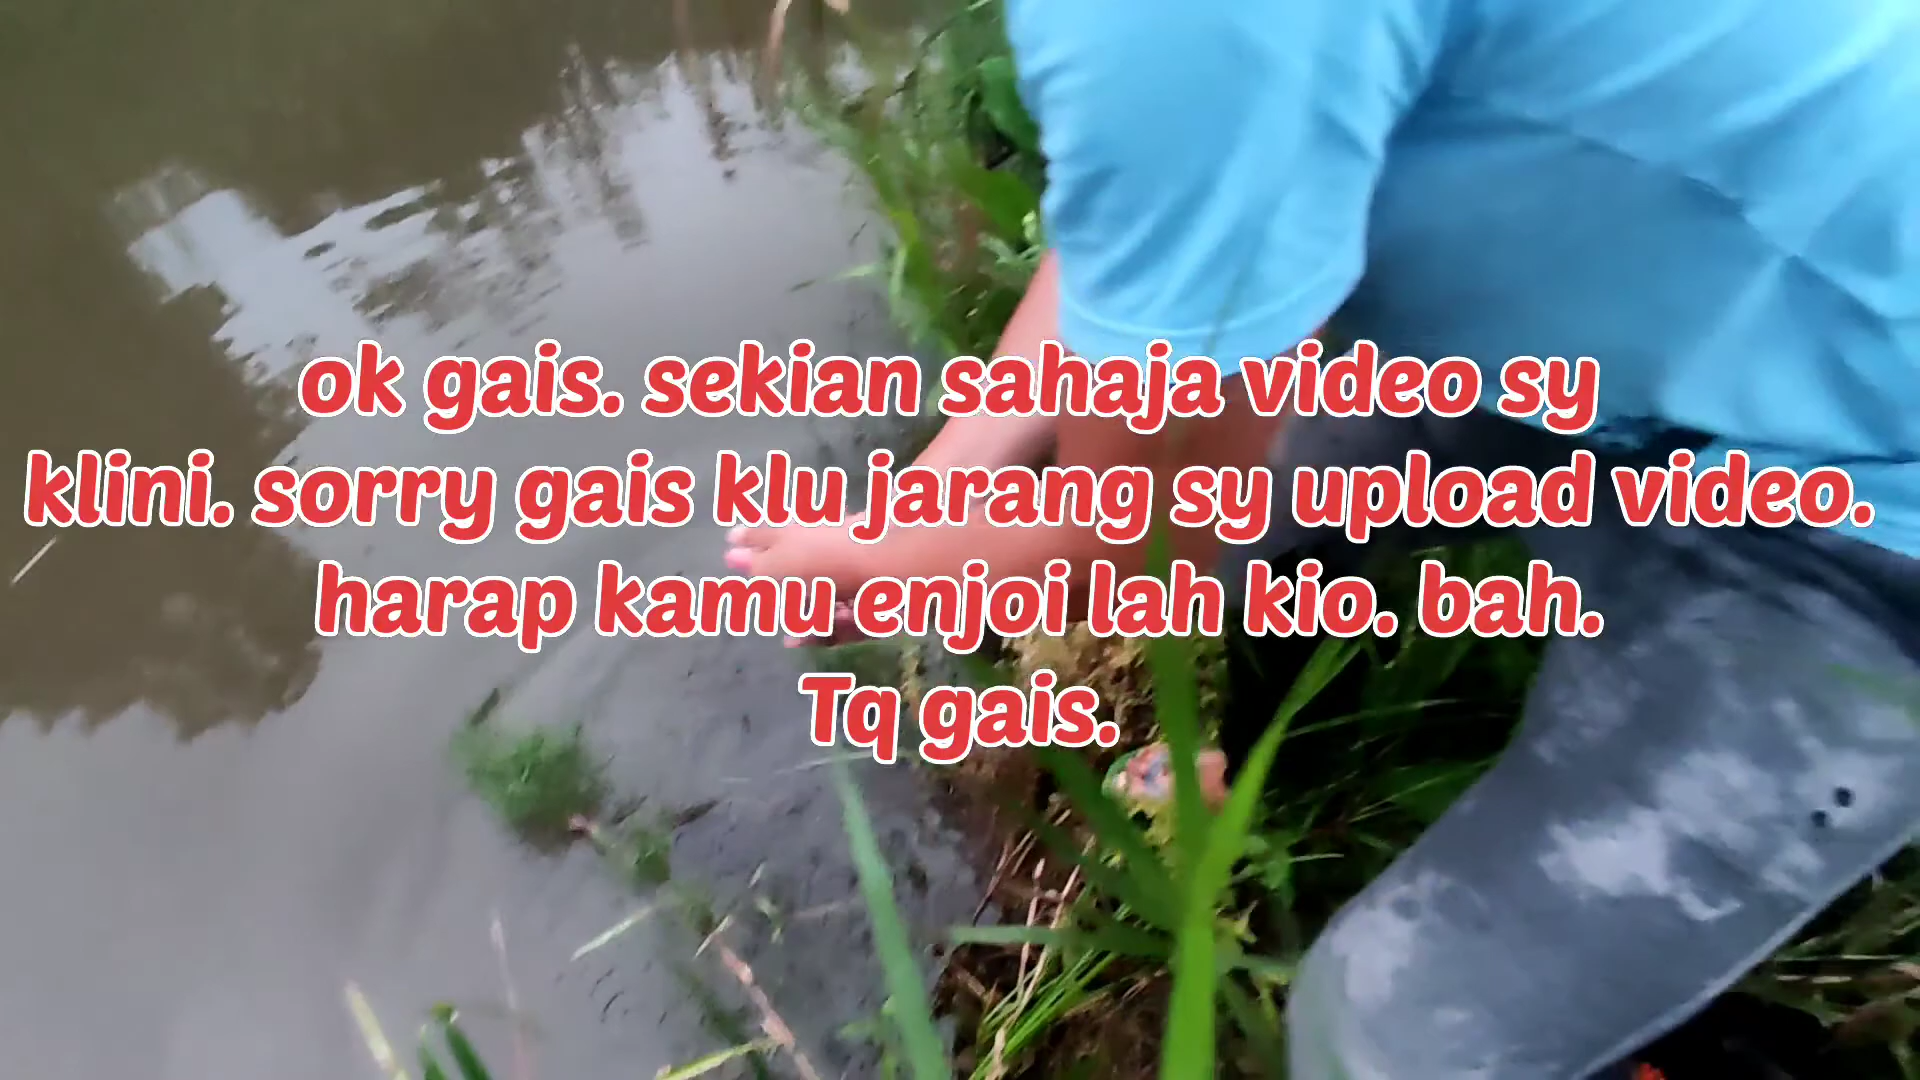 ok gais. sekian sahaja video sy
klini. sorry gais klu jarang sy upload video.
harap kamu enjoi lah kio. bah.
Tq gais.